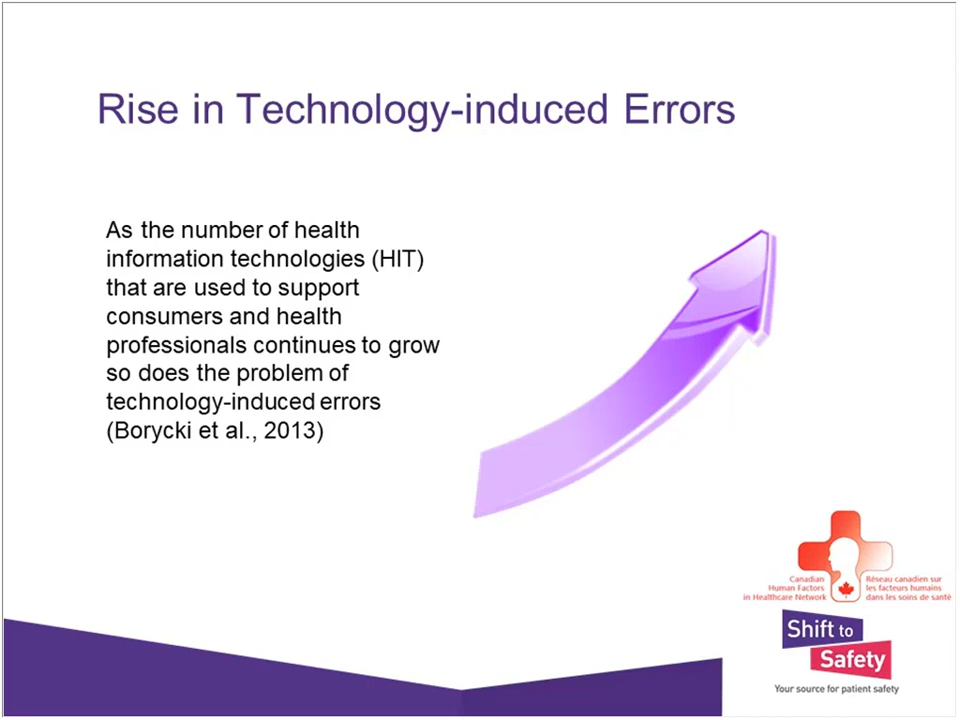 Rise in Technology-induced Errors
As the number of health
information technologies (HIT)
that are used to support
consumers and health
professionals continues to grow
so does the problem of
technology-induced errors
(Borycki et al., 2013)
Canadian
Human Factors
in Healthcare Network
Réseau canadien sur
les facteurs humains
dans les soins de santé
Shift to
Safety
Your source for patient safety